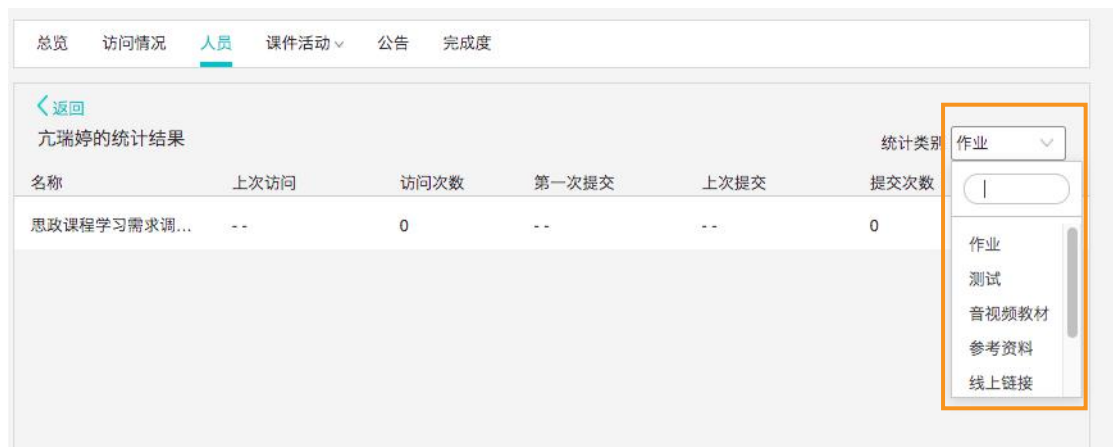 总览 访问情况 人员 课件活动 公告 完成度
返回
亢瑞婷的统计结果
统计类别 作业
名称 上次访问 访问次数 第一次提交 上次提交 提交次数
思政课程学习需求调... -- 0 -- -- 0
作业
测试
音视频教材
参考资料
线上链接